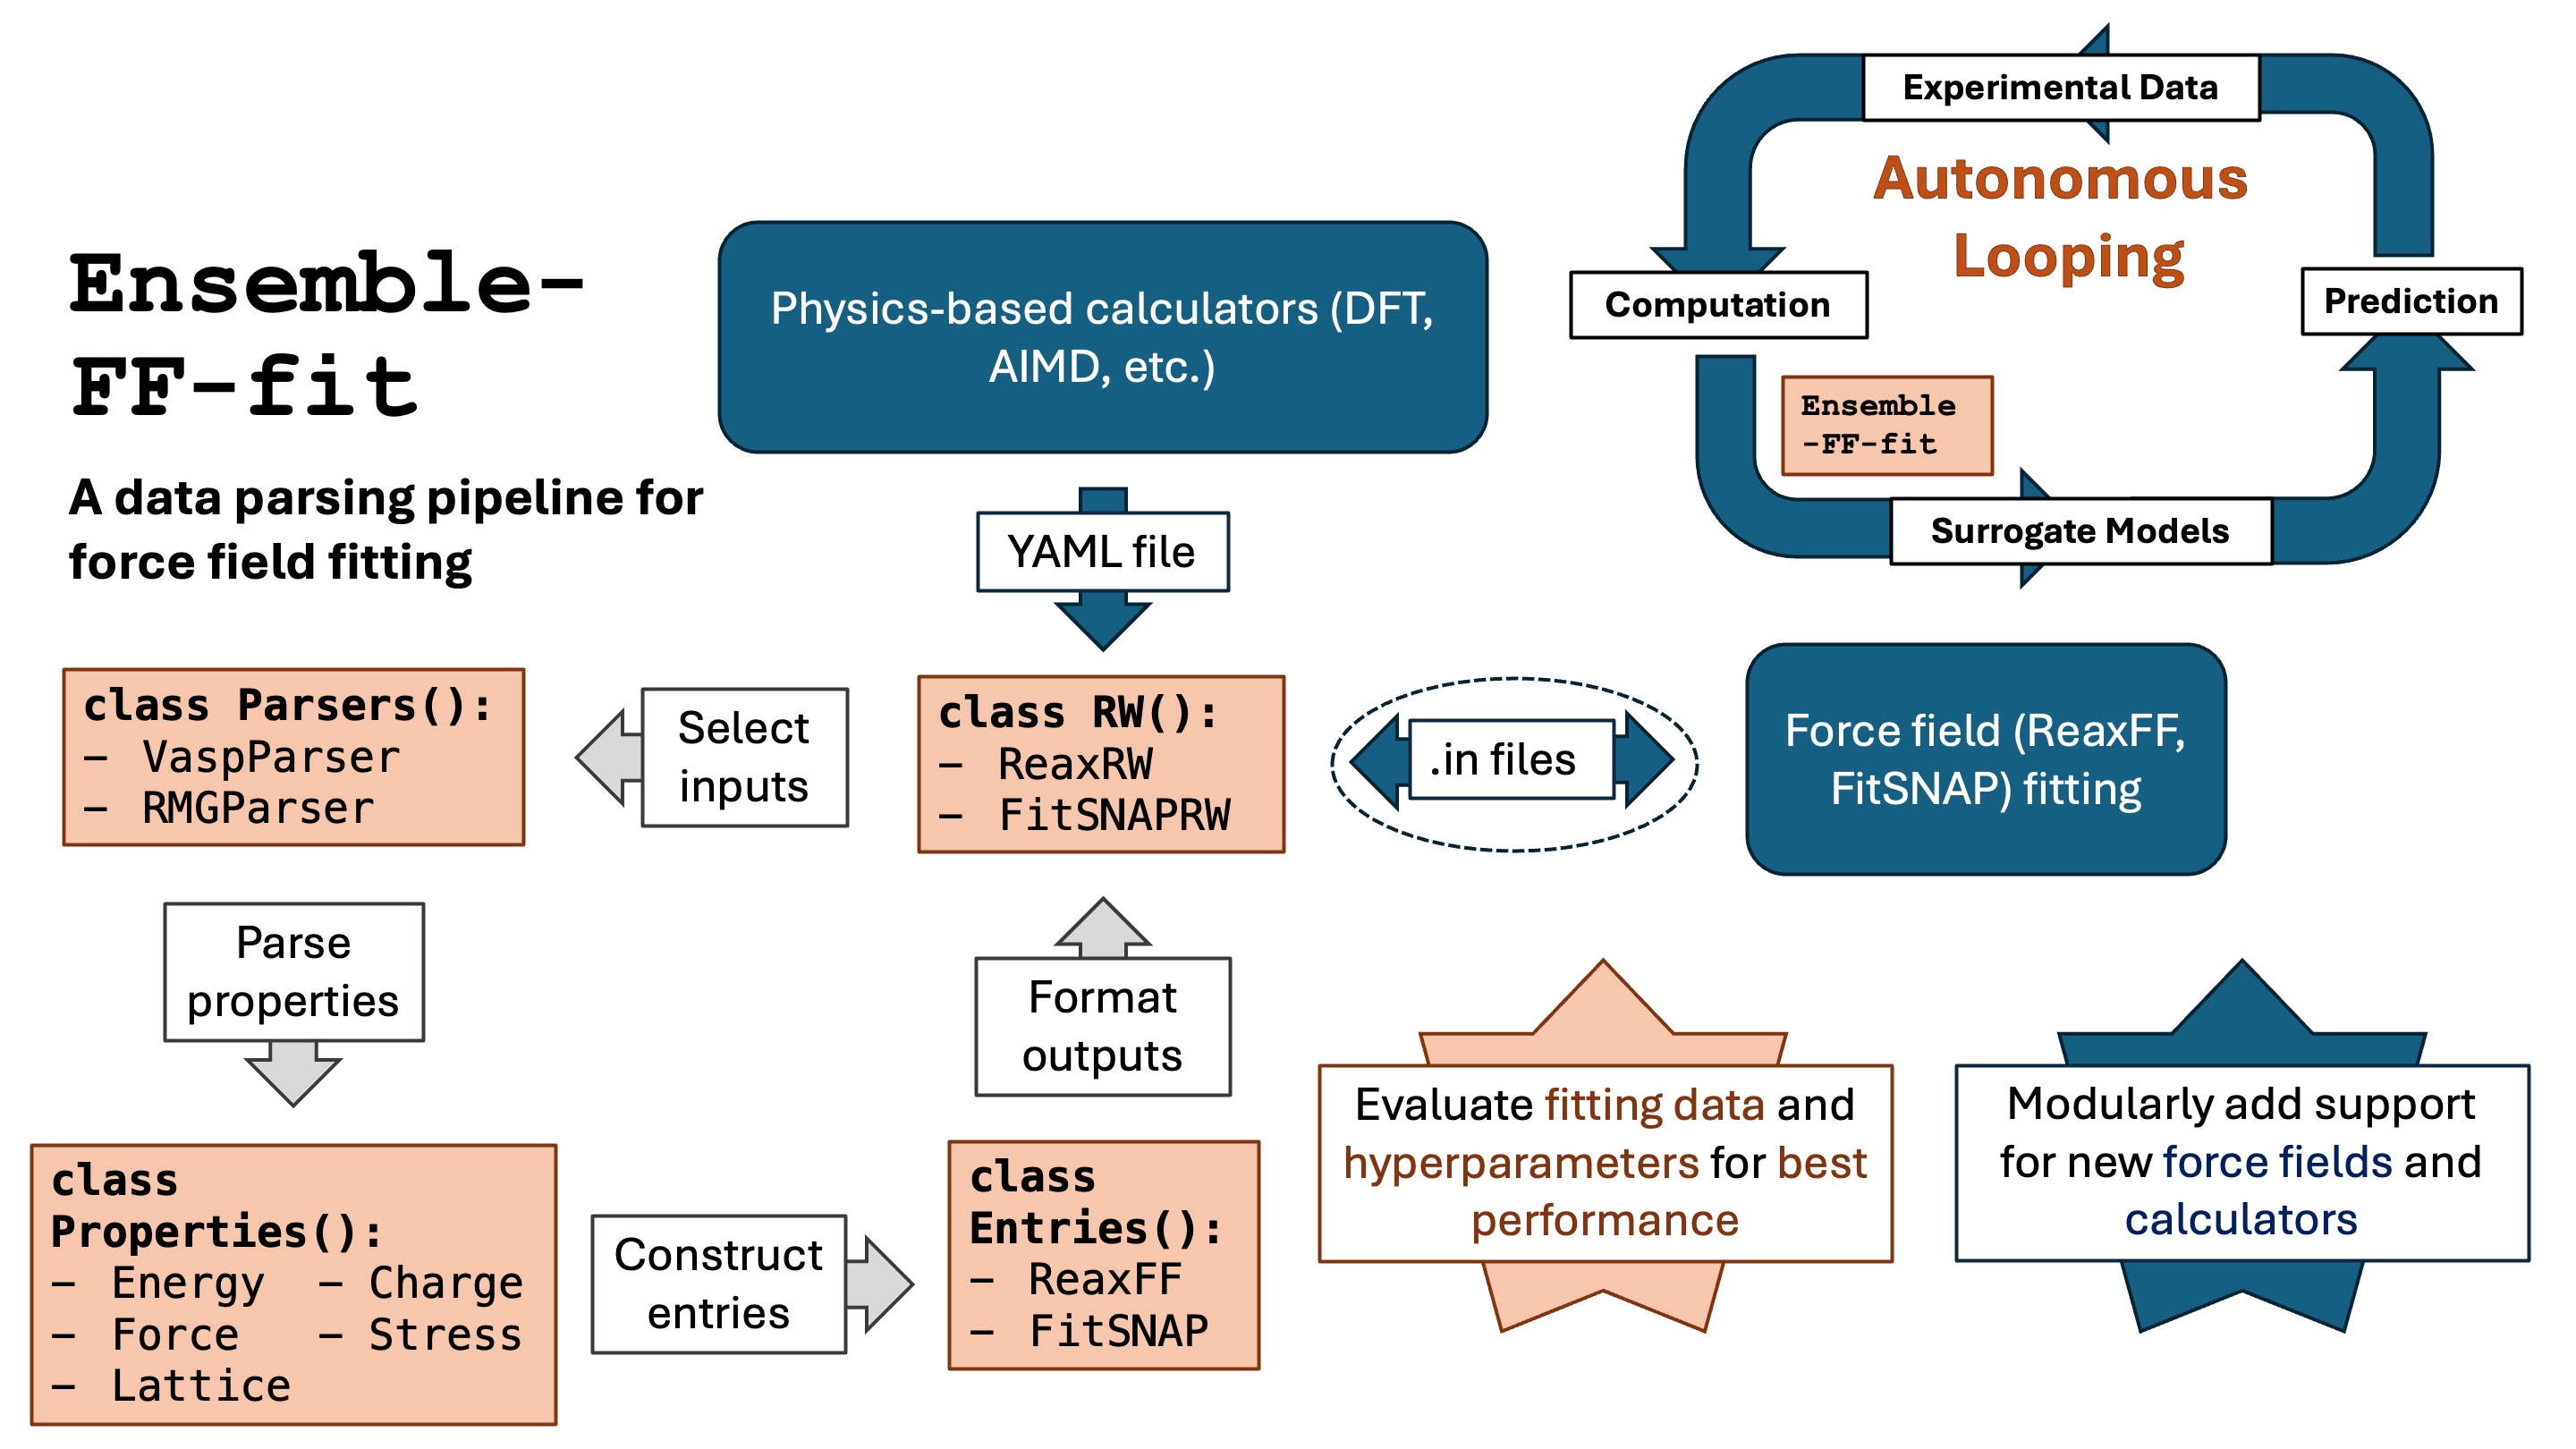 Ensemble-
FF-fit
A data parsing pipeline for
force field fitting
Physics-based calculators (DFT,
AIMD, etc.)
YAML file
Experimental Data
Autonomous
Looping
Computation
Prediction
Ensemble
-FF-fit
Surrogate Models
class Parsers():
- VaspParser
- RMGParser
Select
inputs
class RW():
- ReaxRW
- FitSNAPRW
.in files
Force field (ReaxFF,
FitSNAP) fitting
Parse
properties
Format
outputs
class
Properties():
- Energy - Charge
- Force - Stress
- Lattice
Construct
entries
class
Entries():
- ReaxFF
- FitSNAP
Evaluate fitting data and
hyperparameters for best
performance
Modularly add support
for new force fields and
calculators